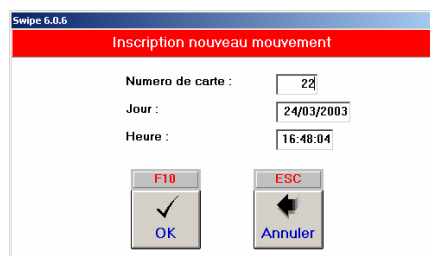 Swipe 6.0.6
Inscription nouveau mouvement
Numero de carte : 22
Jour : 24/03/2003
Heure : 16:48:04
F10 ESC
OK Annuler